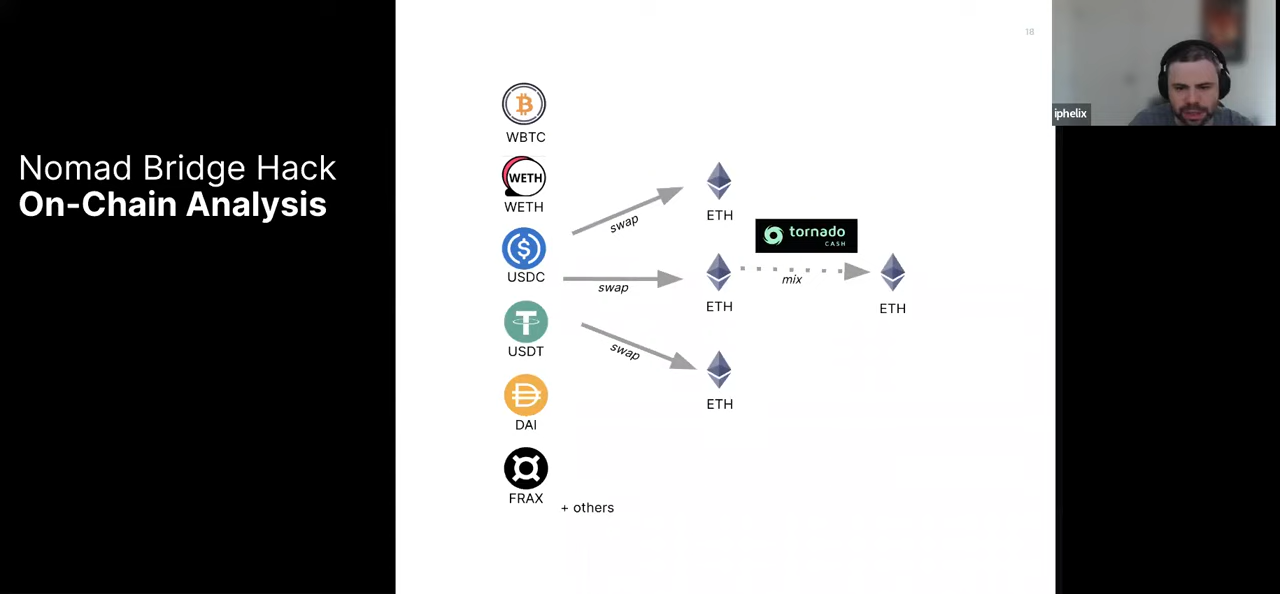 18
iphelix
Nomad Bridge Hack
On-Chain Analysis
WBTC
WETH
WETH
USDC
USDT
DAI
FRAX
+ others
swap
swap
swap
ETH
ETH
ETH
tornado
CASH
mix
ETH